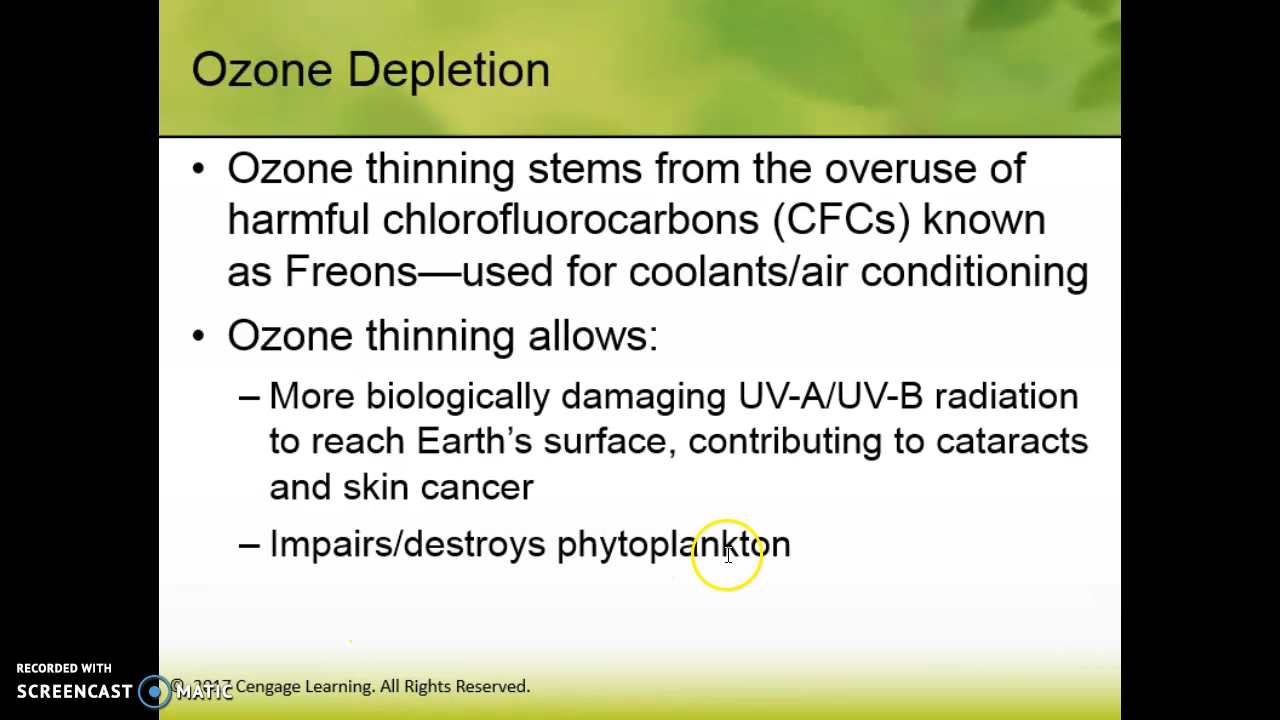 Ozone Depletion
• Ozone thinning stems from the overuse of
harmful chlorofluorocarbons (CFCs) known
as Freons—used for coolants/air conditioning
• Ozone thinning allows:
– More biologically damaging UV-A/UV-B radiation
to reach Earth's surface, contributing to cataracts
and skin cancer
– Impairs/destroys phytoplankton
RECORDED WITH
SCREENCAST MATIC
© Cengage Learning. All Rights Reserved.